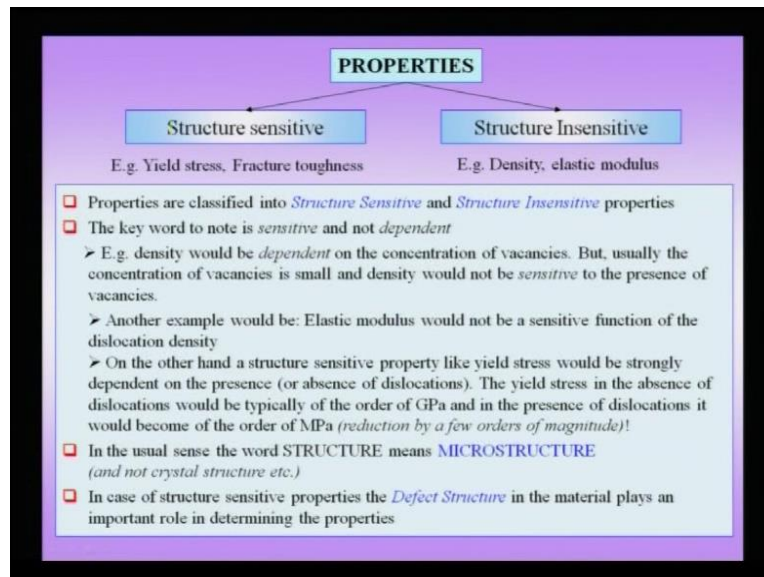 PROPERTIES
Structure sensitive
Structure Insensitive
E.g. Yield stress, Fracture toughness
E.g. Density, elastic modulus
❑ Properties are classified into Structure Sensitive and Structure Insensitive properties
❑ The key word to note is sensitive and not dependent
➢ E.g. density would be dependent on the concentration of vacancies. But, usually the
concentration of vacancies is small and density would not be sensitive to the presence of
vacancies.
➢ Another example would be: Elastic modulus would not be a sensitive function of the
dislocation density
➢ On the other hand a structure sensitive property like yield stress would be strongly
dependent on the presence (or absence of dislocations). The yield stress in the absence of
dislocations would be typically of the order of GPa and in the presence of dislocations it
would become of the order of MPa (reduction by a few orders of magnitude)!
❑ In the usual sense the word STRUCTURE means MICROSTRUCTURE
(and not crystal structure etc.)
❑ In case of structure sensitive properties the Defect Structure in the material plays an
important role in determining the properties